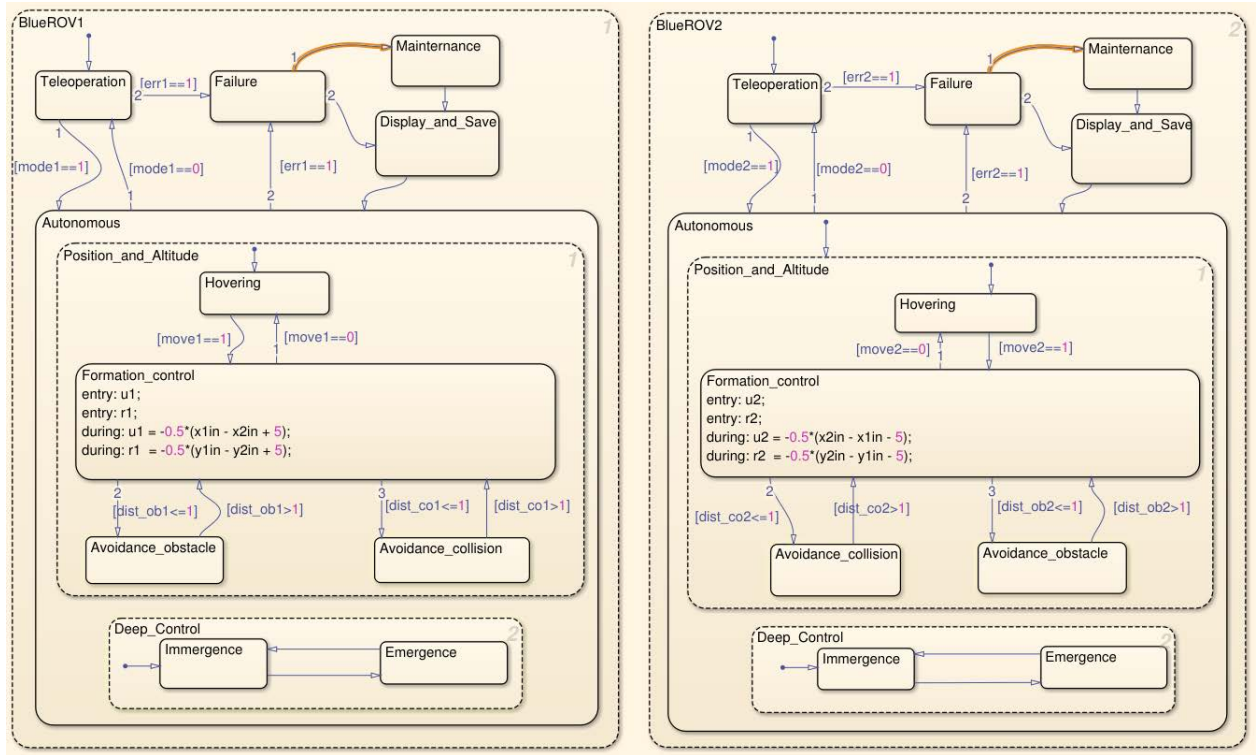 BlueROV1
1
Mainternance
1
Teleoperation
[err1==1]
2
Failure
2
Display_and_Save
1
[mode1==1]
[mode1==0]
[err1==1]
1
2
Autonomous
Position_and_Altitude
1
Hovering
[move1==1]
[move1==0]
1
Formation_control
entry: u1;
entry: r1;
during: u1 = -0.5*(x1in - x2in + 5);
during: r1 = -0.5*(y1in - y2in + 5);
2
3
[dist_ob1<=1]
[dist_ob1>1]
[dist_co1<=1]
[dist_co1>1]
Avoidance_obstacle
Avoidance_collision
Deep_Control
2
Immergence
Emergence
BlueROV2
2
Mainternance
1
Teleoperation
[err2==1]
2
Failure
2
Display_and_Save
1
[mode2==1]
[mode2==0]
[err2==1]
1
2
Autonomous
Position_and_Altitude
1
Hovering
[move2==0]
[move2==1]
1
Formation_control
entry: u2;
entry: r2;
during: u2 = -0.5*(x2in - x1in - 5);
during: r2 = -0.5*(y2in - y1in - 5);
2
3
[dist_co2<=1]
[dist_co2>1]
[dist_ob2<=1]
[dist_ob2>1]
Avoidance_collision
Avoidance_obstacle
Deep_Control
2
Immergence
Emergence